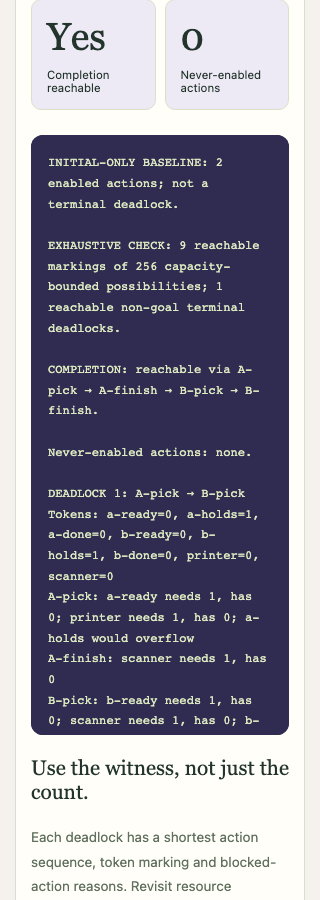 Yes
Completion
reachable
0
Never-enabled
actions
INITIAL-ONLY BASELINE: 2
enabled actions; not a
terminal deadlock.
EXHAUSTIVE CHECK: 9 reachable
markings of 256 capacity-
bounded possibilities; 1
reachable non-goal terminal
deadlocks.
COMPLETION: reachable via A-
pick → A-finish → B-pick → B-
finish.
Never-enabled actions: none.
DEADLOCK 1: A-pick → B-pick
Tokens: a-ready=0, a-holds=1,
a-done=0, b-ready=0, b-
holds=1, b-done=0, printer=0,
scanner=0
A-pick: a-ready needs 1, has
0; printer needs 1, has 0; a-
holds would overflow
A-finish: scanner needs 1, has
0
B-pick: b-ready needs 1, has
0; scanner needs 1, has 0; b-
Use the witness, not just the
count.
Each deadlock has a shortest action
sequence, token marking and blocked-
action reasons. Revisit resource